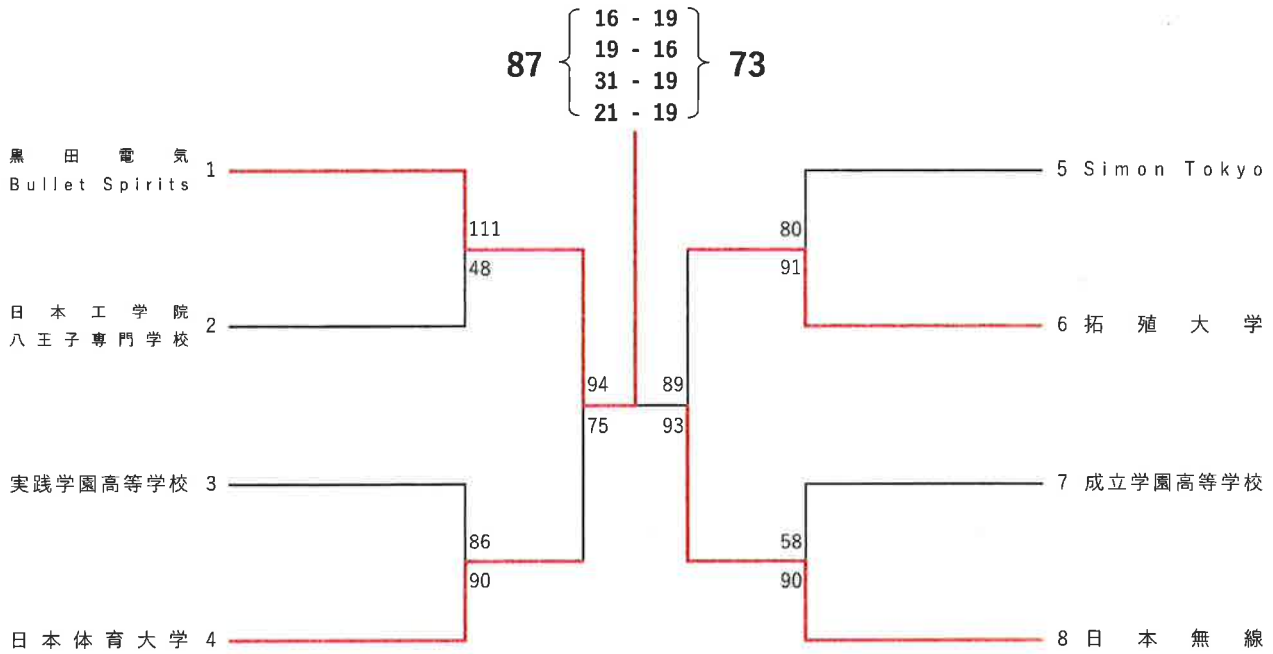 16 - 19
19 - 16
87 73
31 - 19
21 - 19
黒田電気
Bullet Spirits 1
5 Simon Tokyo
111
80
48
91
日本工学院
八王子専門学校 2
6 拓殖大学
94
89
75
93
実践学園高等学校 3
7 成立学園高等学校
86
58
90
90
日本体育大学 4
8 日本無線